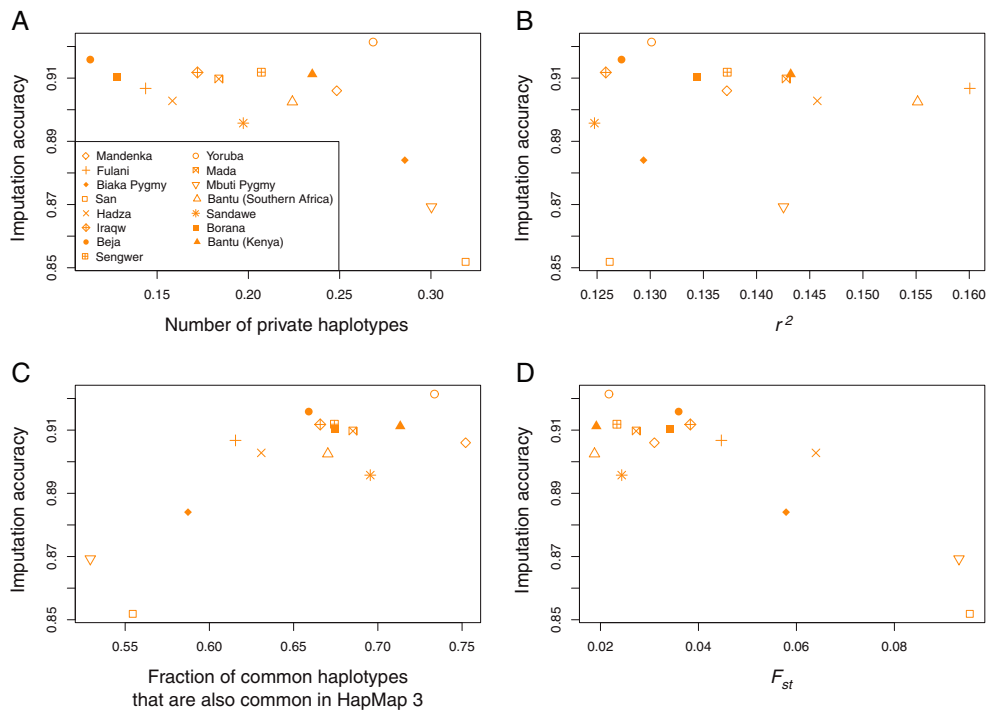 A
Imputation accuracy
0.91
0.89
0.87
0.85
Mandenka
Fulani
Biaka Pygmy
San
Hadza
Iraqw
Beja
Sengwer
Yoruba
Mada
Mbuti Pygmy
Bantu (Southern Africa)
Sandawe
Borana
Bantu (Kenya)
0.15
0.20
0.25
0.30
Number of private haplotypes
B
Imputation accuracy
0.91
0.89
0.87
0.85
0.125
0.130
0.135
0.140
0.145
0.150
0.155
0.160
r²
C
Imputation accuracy
0.91
0.89
0.87
0.85
0.55
0.60
0.65
0.70
0.75
Fraction of common haplotypes
that are also common in HapMap 3
D
Imputation accuracy
0.91
0.89
0.87
0.85
0.02
0.04
0.06
0.08
Fst